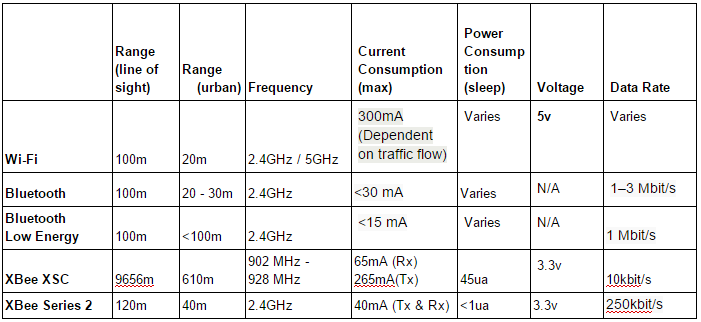 Range (line of sight) Range (urban) Frequency Current Consumption (max) Power Consump tion (sleep) Voltage Data Rate
Wi-Fi 100m 20m 2.4GHz / 5GHz 300mA (Dependent on traffic flow) Varies 5v Varies
Bluetooth 100m 20 - 30m 2.4GHz <30 mA Varies N/A 1–3 Mbit/s
Bluetooth Low Energy 100m <100m 2.4GHz <15 mA Varies N/A 1 Mbit/s
XBee XSC 9656m 610m 902 MHz - 928 MHz 65mA (Rx) 265mA(Tx) 45ua 3.3v 10kbit/s
XBee Series 2 120m 40m 2.4GHz 40mA (Tx & Rx) <1ua 3.3v 250kbit/s